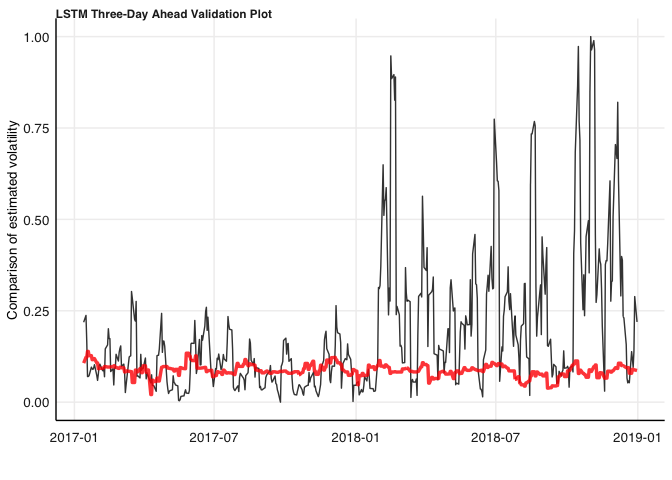 LSTM Three-Day Ahead Validation Plot
Comparison of estimated volatility
1.00
0.75
0.50
0.25
0.00
2017-01 2017-07 2018-01 2018-07 2019-01